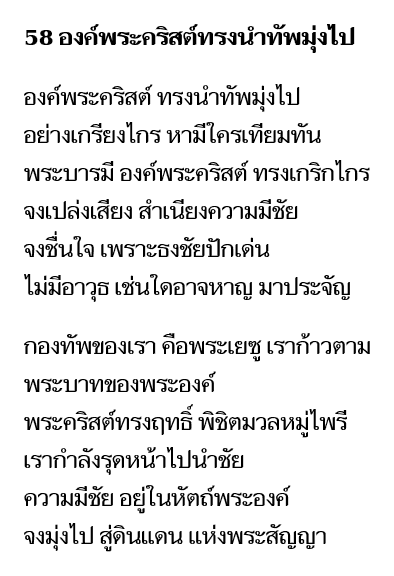 58 องค์พระคริสต์ทรงนำทัพมุ่งไป
องค์พระคริสต์ ทรงนำทัพมุ่งไป
อย่างเกรียงไกร หามีใครเทียมทัน
พระบารมี องค์พระคริสต์ ทรงเกริกไกร
จงเปล่งเสียง สำเนียงความมีชัย
จงชื่นใจ เพราะธงชัยปักเด่น
ไม่มีอาวุธ เช่นใดอาจหาญ มาประจัญ
กองทัพของเรา คือพระเยซู เราก้าวตาม
พระบาทของพระองค์
พระคริสต์ทรงฤทธิ์ พิชิตมวลหมู่ไพรี
เรากำลังรุดหน้าไปนำชัย
ความมีชัย อยู่ในหัตถ์พระองค์
จงมุ่งไป สู่ดินแดน แห่งพระสัญญา